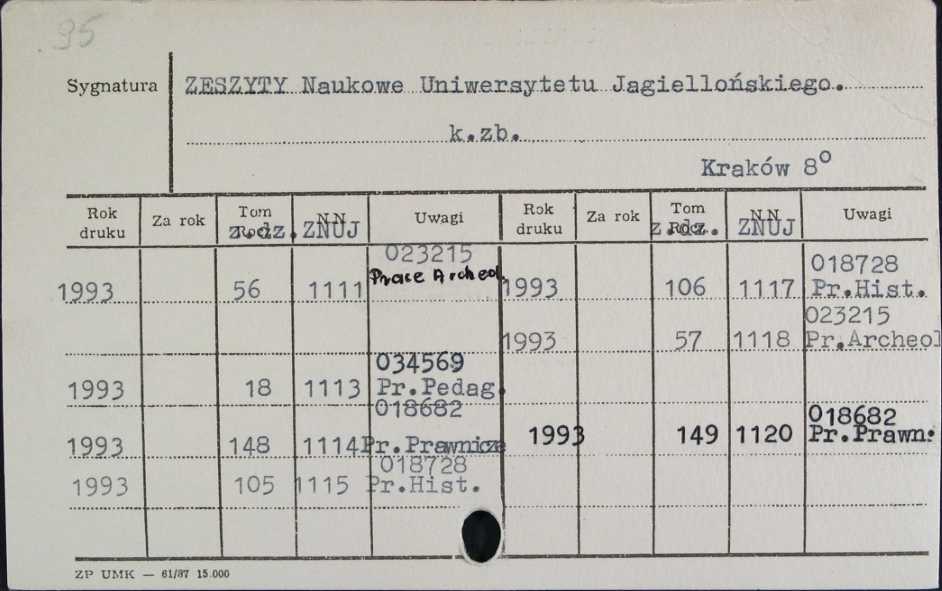 95
Sygnatura ZESZYTY Naukowe Uniwersytetu Jagiellońskiego.
k.zb.
Kraków 8°
Rok druku Za rok Tom z.dz. NN ZNUJ Uwagi Rok druku Za rok Tom z.dz. NN ZNUJ Uwagi
023215
Prace Archeol.
1993 56 1111
018728
1993 106 1117 Pr.Hist.
023215
1993 57 1118 Pr.Archeol
034569
1993 18 1113 Pr.Pedag.
018682
1993 148 1114 Pr.Prawnicze
018682
1993 149 1120 Pr.Prawn.
018728
1993 105 1115 Pr.Hist.
ZP UMK — 61/87 15.000